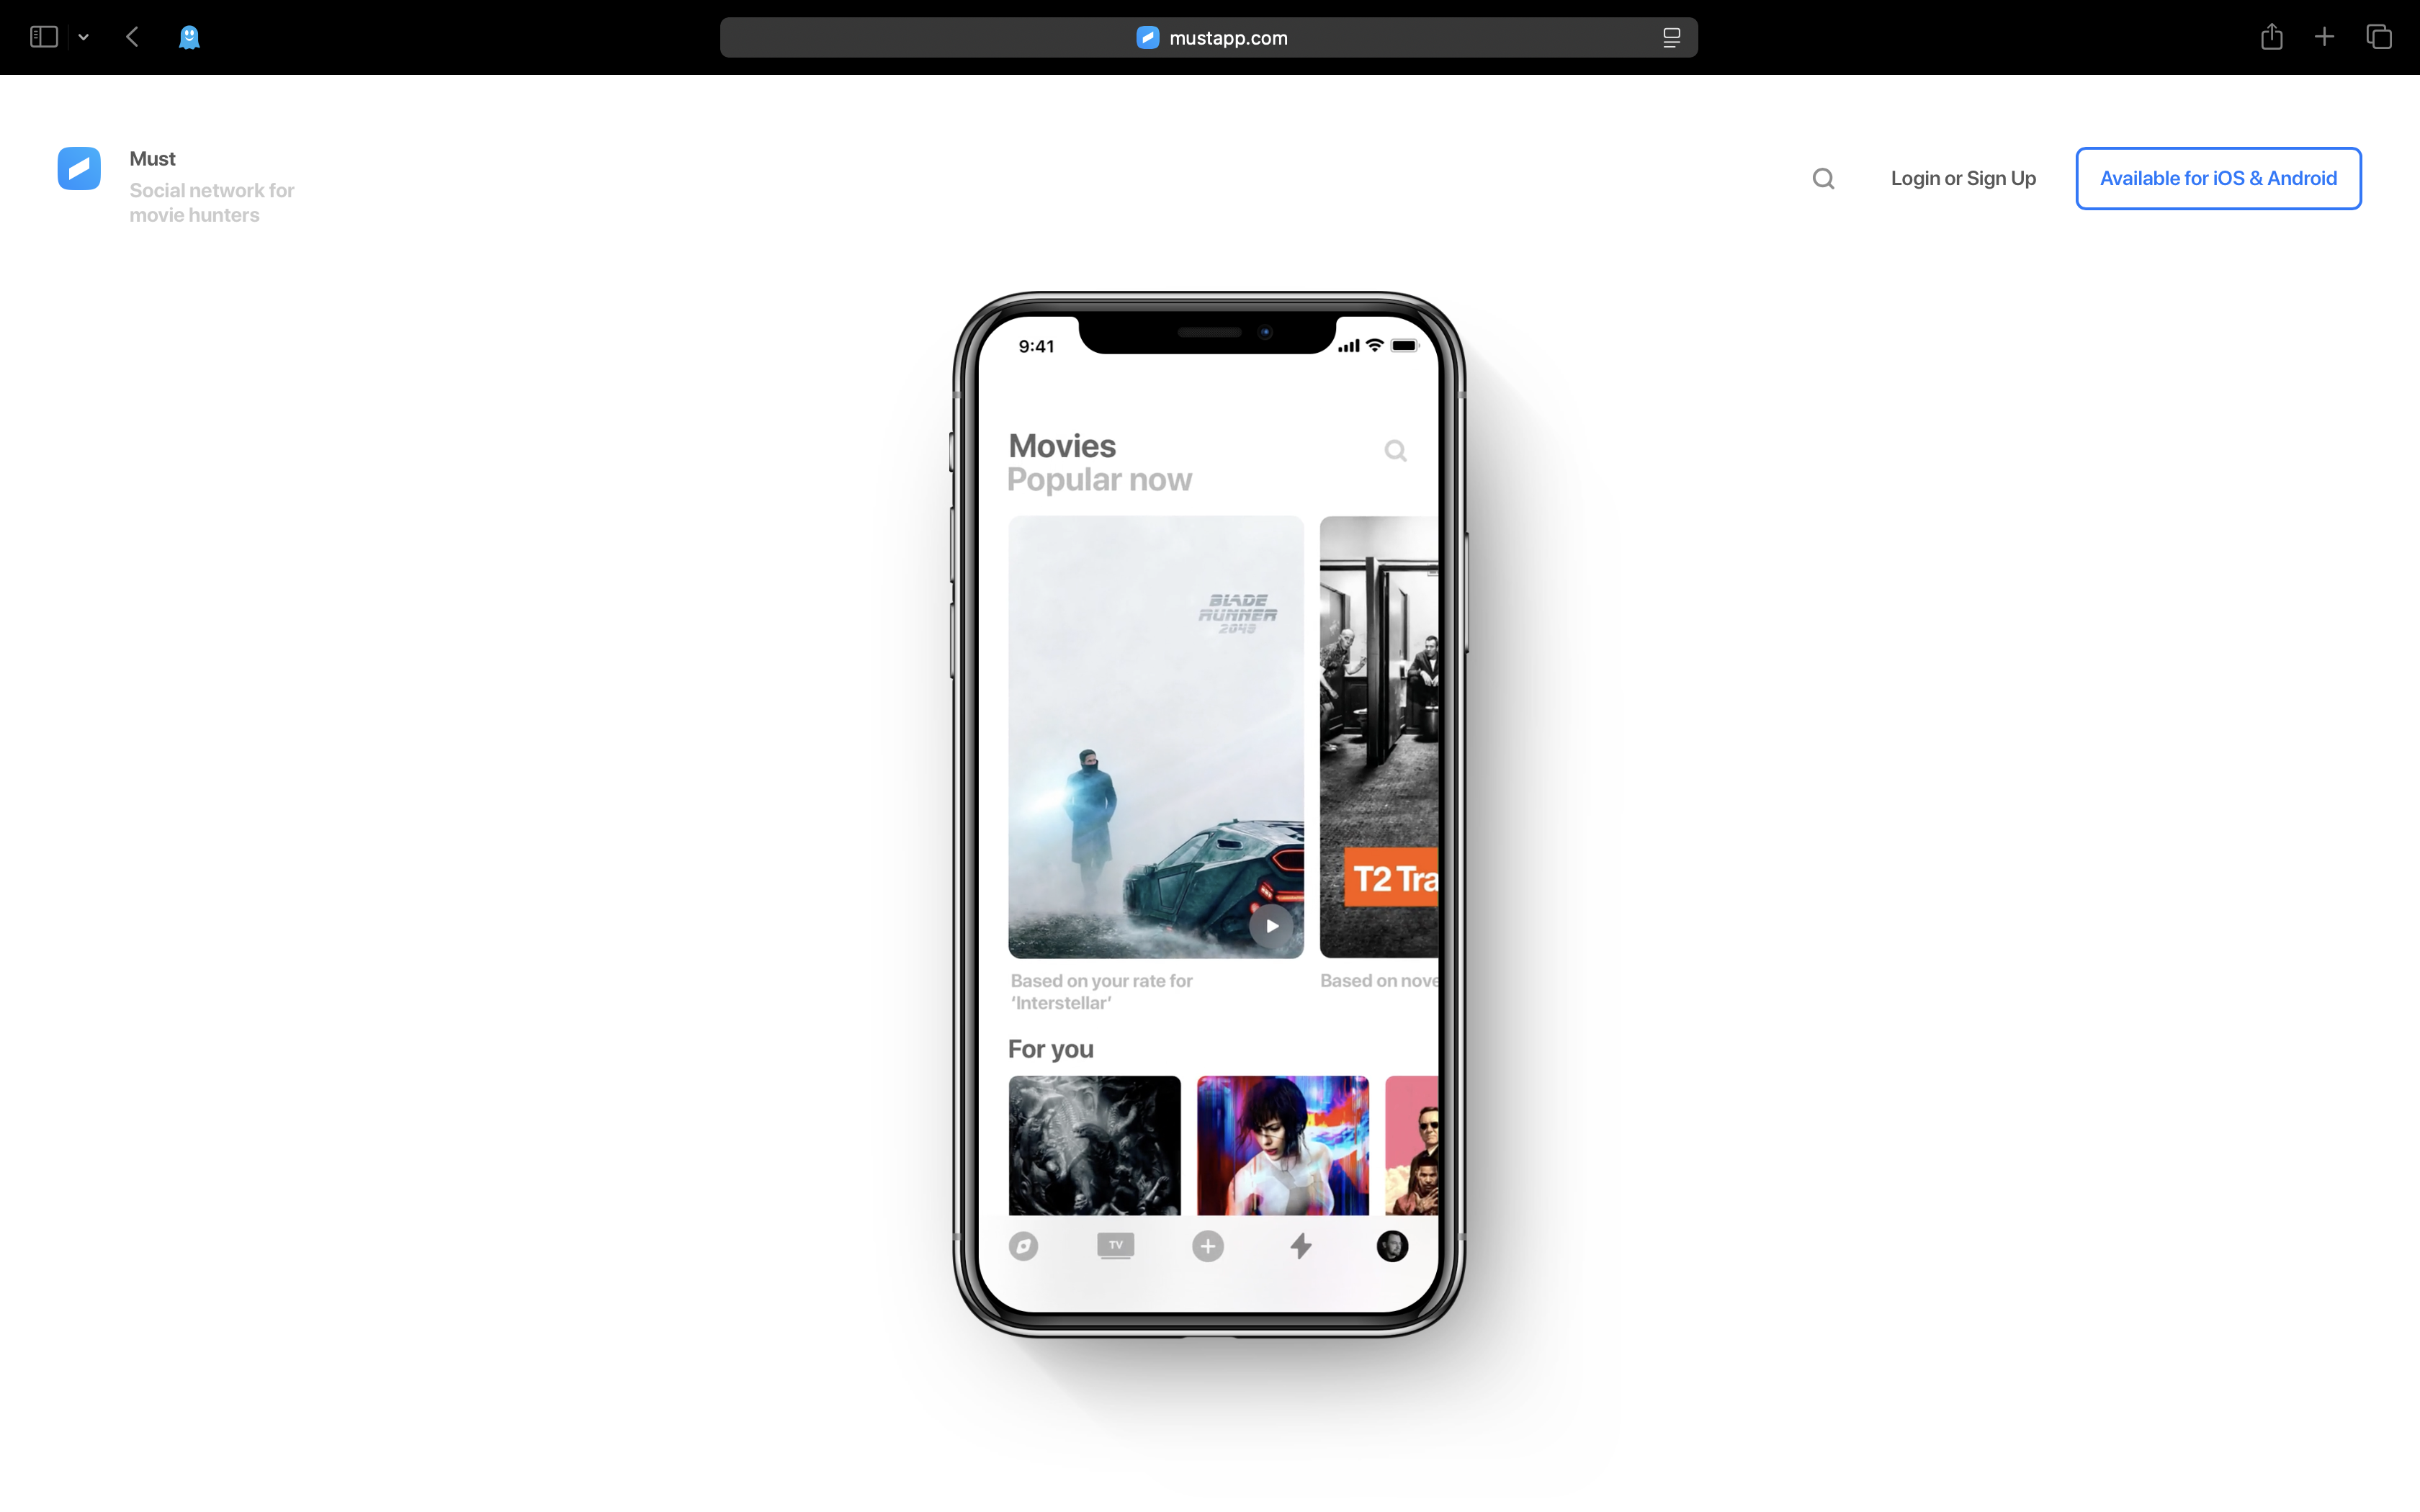 mustapp.com
Must
Social network for
movie hunters
Login or Sign Up
Available for iOS & Android
9:41
Movies
Popular now
BLADE
RUNNER
2049
T2 Tra
Based on your rate for
‘Interstellar’
Based on nove
For you
TV